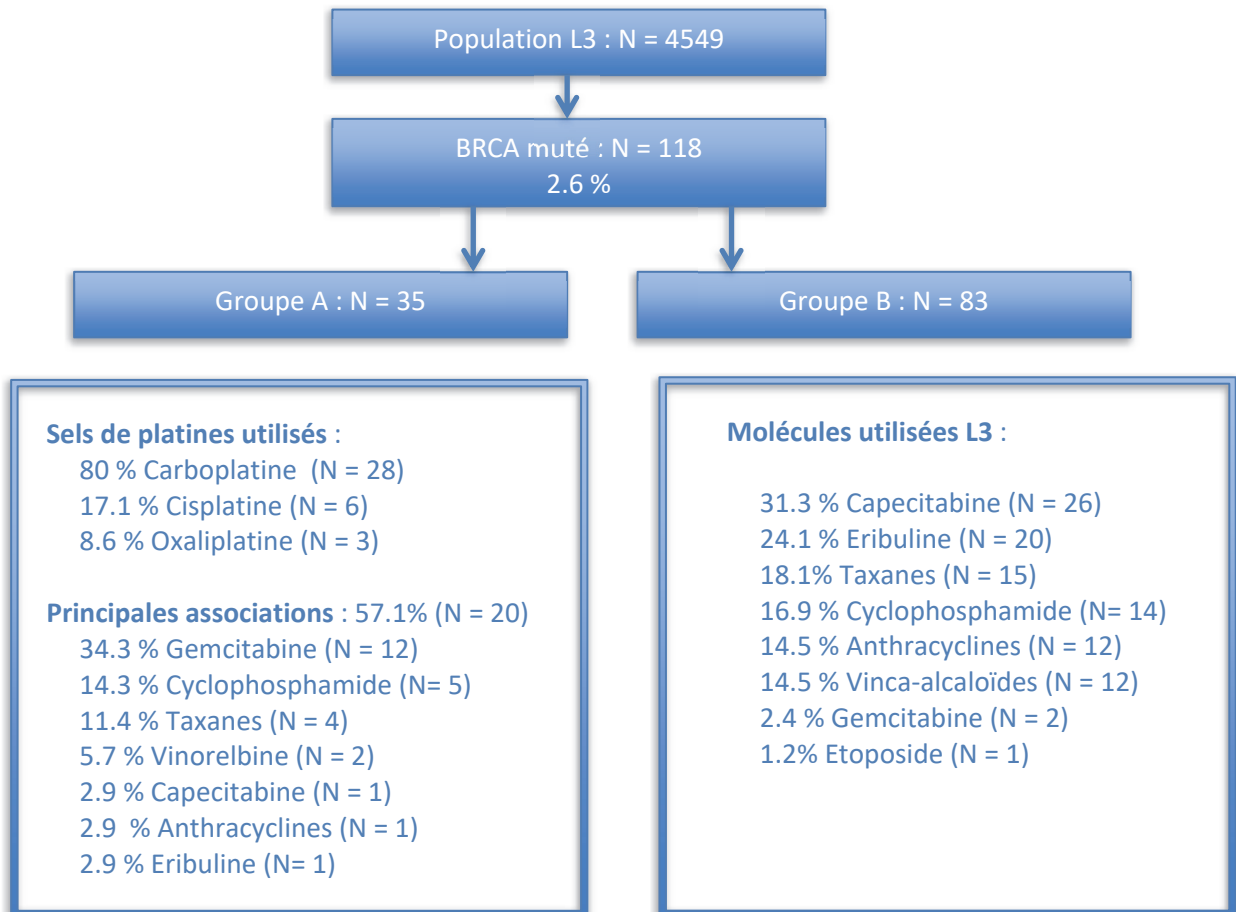 Population L3 : N = 4549
BRCA muté : N = 118
2.6 %
Groupe A : N = 35
Groupe B : N = 83
Sels de platines utilisés :
80 % Carboplatine (N = 28)
17.1 % Cisplatine (N = 6)
8.6 % Oxaliplatine (N = 3)
Principales associations : 57.1% (N = 20)
34.3 % Gemcitabine (N = 12)
14.3 % Cyclophosphamide (N= 5)
11.4 % Taxanes (N = 4)
5.7 % Vinorelbine (N = 2)
2.9 % Capecitabine (N = 1)
2.9 % Anthracyclines (N = 1)
2.9 % Eribuline (N= 1)
Molécules utilisées L3 :
31.3 % Capecitabine (N = 26)
24.1 % Eribuline (N = 20)
18.1% Taxanes (N = 15)
16.9 % Cyclophosphamide (N= 14)
14.5 % Anthracyclines (N = 12)
14.5 % Vinca-alcaloïdes (N = 12)
2.4 % Gemcitabine (N = 2)
1.2% Etoposide (N = 1)